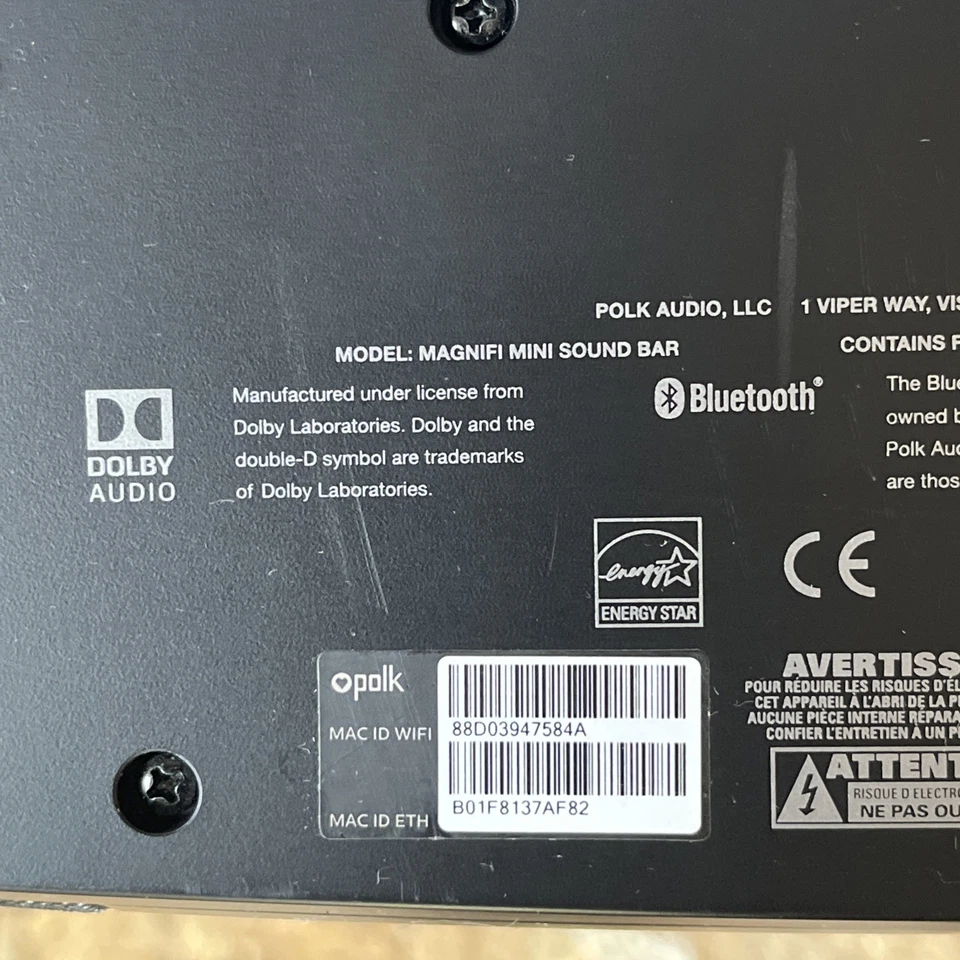 POLK AUDIO, LLC 1 VIPER WAY, VIS
MODEL: MAGNIFI MINI SOUND BAR
CONTAINS F
DOLBY
AUDIO
Manufactured under license from
Dolby Laboratories. Dolby and the
double-D symbol are trademarks
of Dolby Laboratories.
Bluetooth®
The Blue
owned b
Polk Aud
are thos
energy
ENERGY STAR
CE
polk
MAC ID WIFI
88D03947584A
MAC ID ETH
B01F8137AF82
AVERTISS
POUR RÉDUIRE LES RISQUES D'ÉL
CET APPAREIL À L'ABRI DE LA P
AUCUNE PIÈCE INTERNE RÉPARA
CONFIER L'ENTRETIEN A UN P
ATTENT
RISQUE D ELECTRO
NE PAS OU